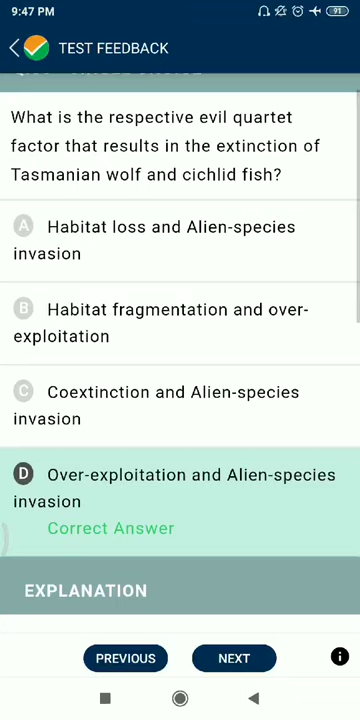 9:47 PM
91
TEST FEEDBACK
What is the respective evil quartet
factor that results in the extinction of
Tasmanian wolf and cichlid fish?
A Habitat loss and Alien-species
invasion
B Habitat fragmentation and over-
exploitation
C Coextinction and Alien-species
invasion
D Over-exploitation and Alien-species
invasion
Correct Answer
EXPLANATION
PREVIOUS NEXT